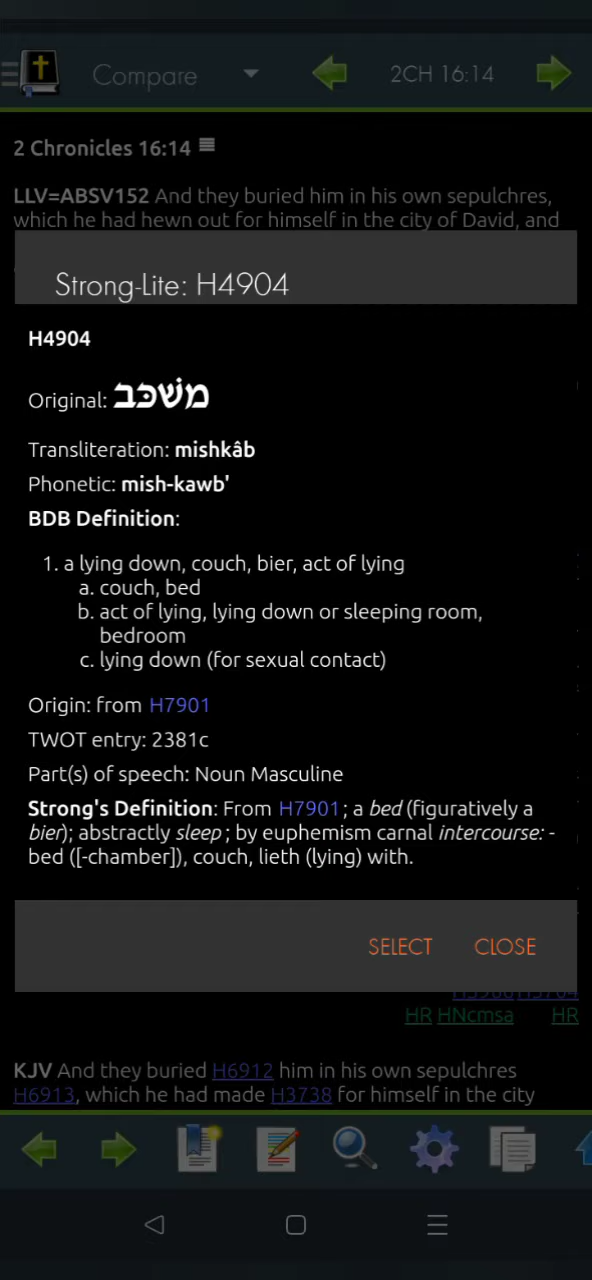 Compare
2CH 16:14
2 Chronicles 16:14
LLV=ABSV152 And they buried him in his own sepulchres,
which he had hewn out for himself in the city of David, and
Strong-Lite: H4904
H4904
Original: מִשְׁכָּב
Transliteration: mishkâb
Phonetic: mish-kawb'
BDB Definition:
1. a lying down, couch, bier, act of lying
a. couch, bed
b. act of lying, lying down or sleeping room,
bedroom
c. lying down (for sexual contact)
Origin: from H7901
TWOT entry: 2381c
Part(s) of speech: Noun Masculine
Strong's Definition: From H7901; a bed (figuratively a
bier); abstractly sleep; by euphemism carnal intercourse: -
bed ([-chamber]), couch, lieth (lying) with.
SELECT CLOSE
HR HNcmsa HR
KJV And they buried H6912 him in his own sepulchres
H6913, which he had made H3738 for himself in the city